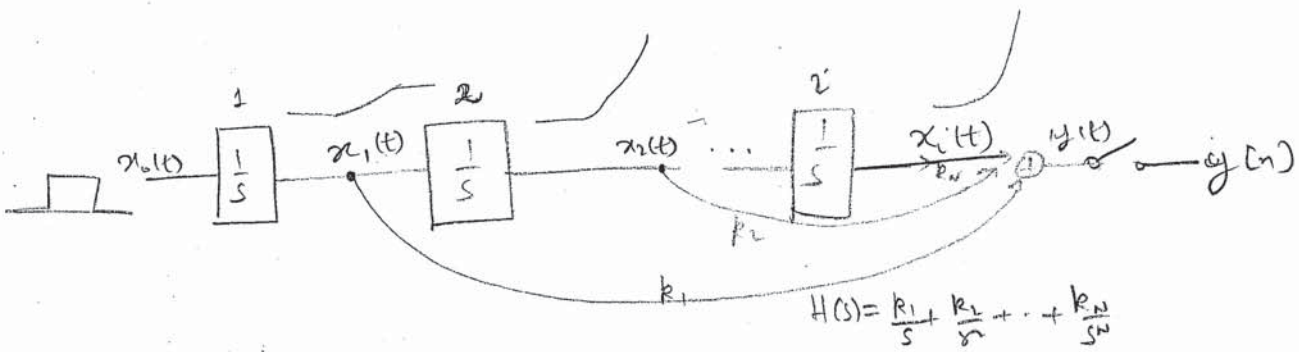 1
2
i
x₀(t)
1/s
x₁(t)
1/s
x₂(t)
...
1/s
xᵢ(t)
k_N
y(t)
y[n]
k₂
k₁
H(s) = k₁/s + k₂/s² + ·· + k_N/s^N